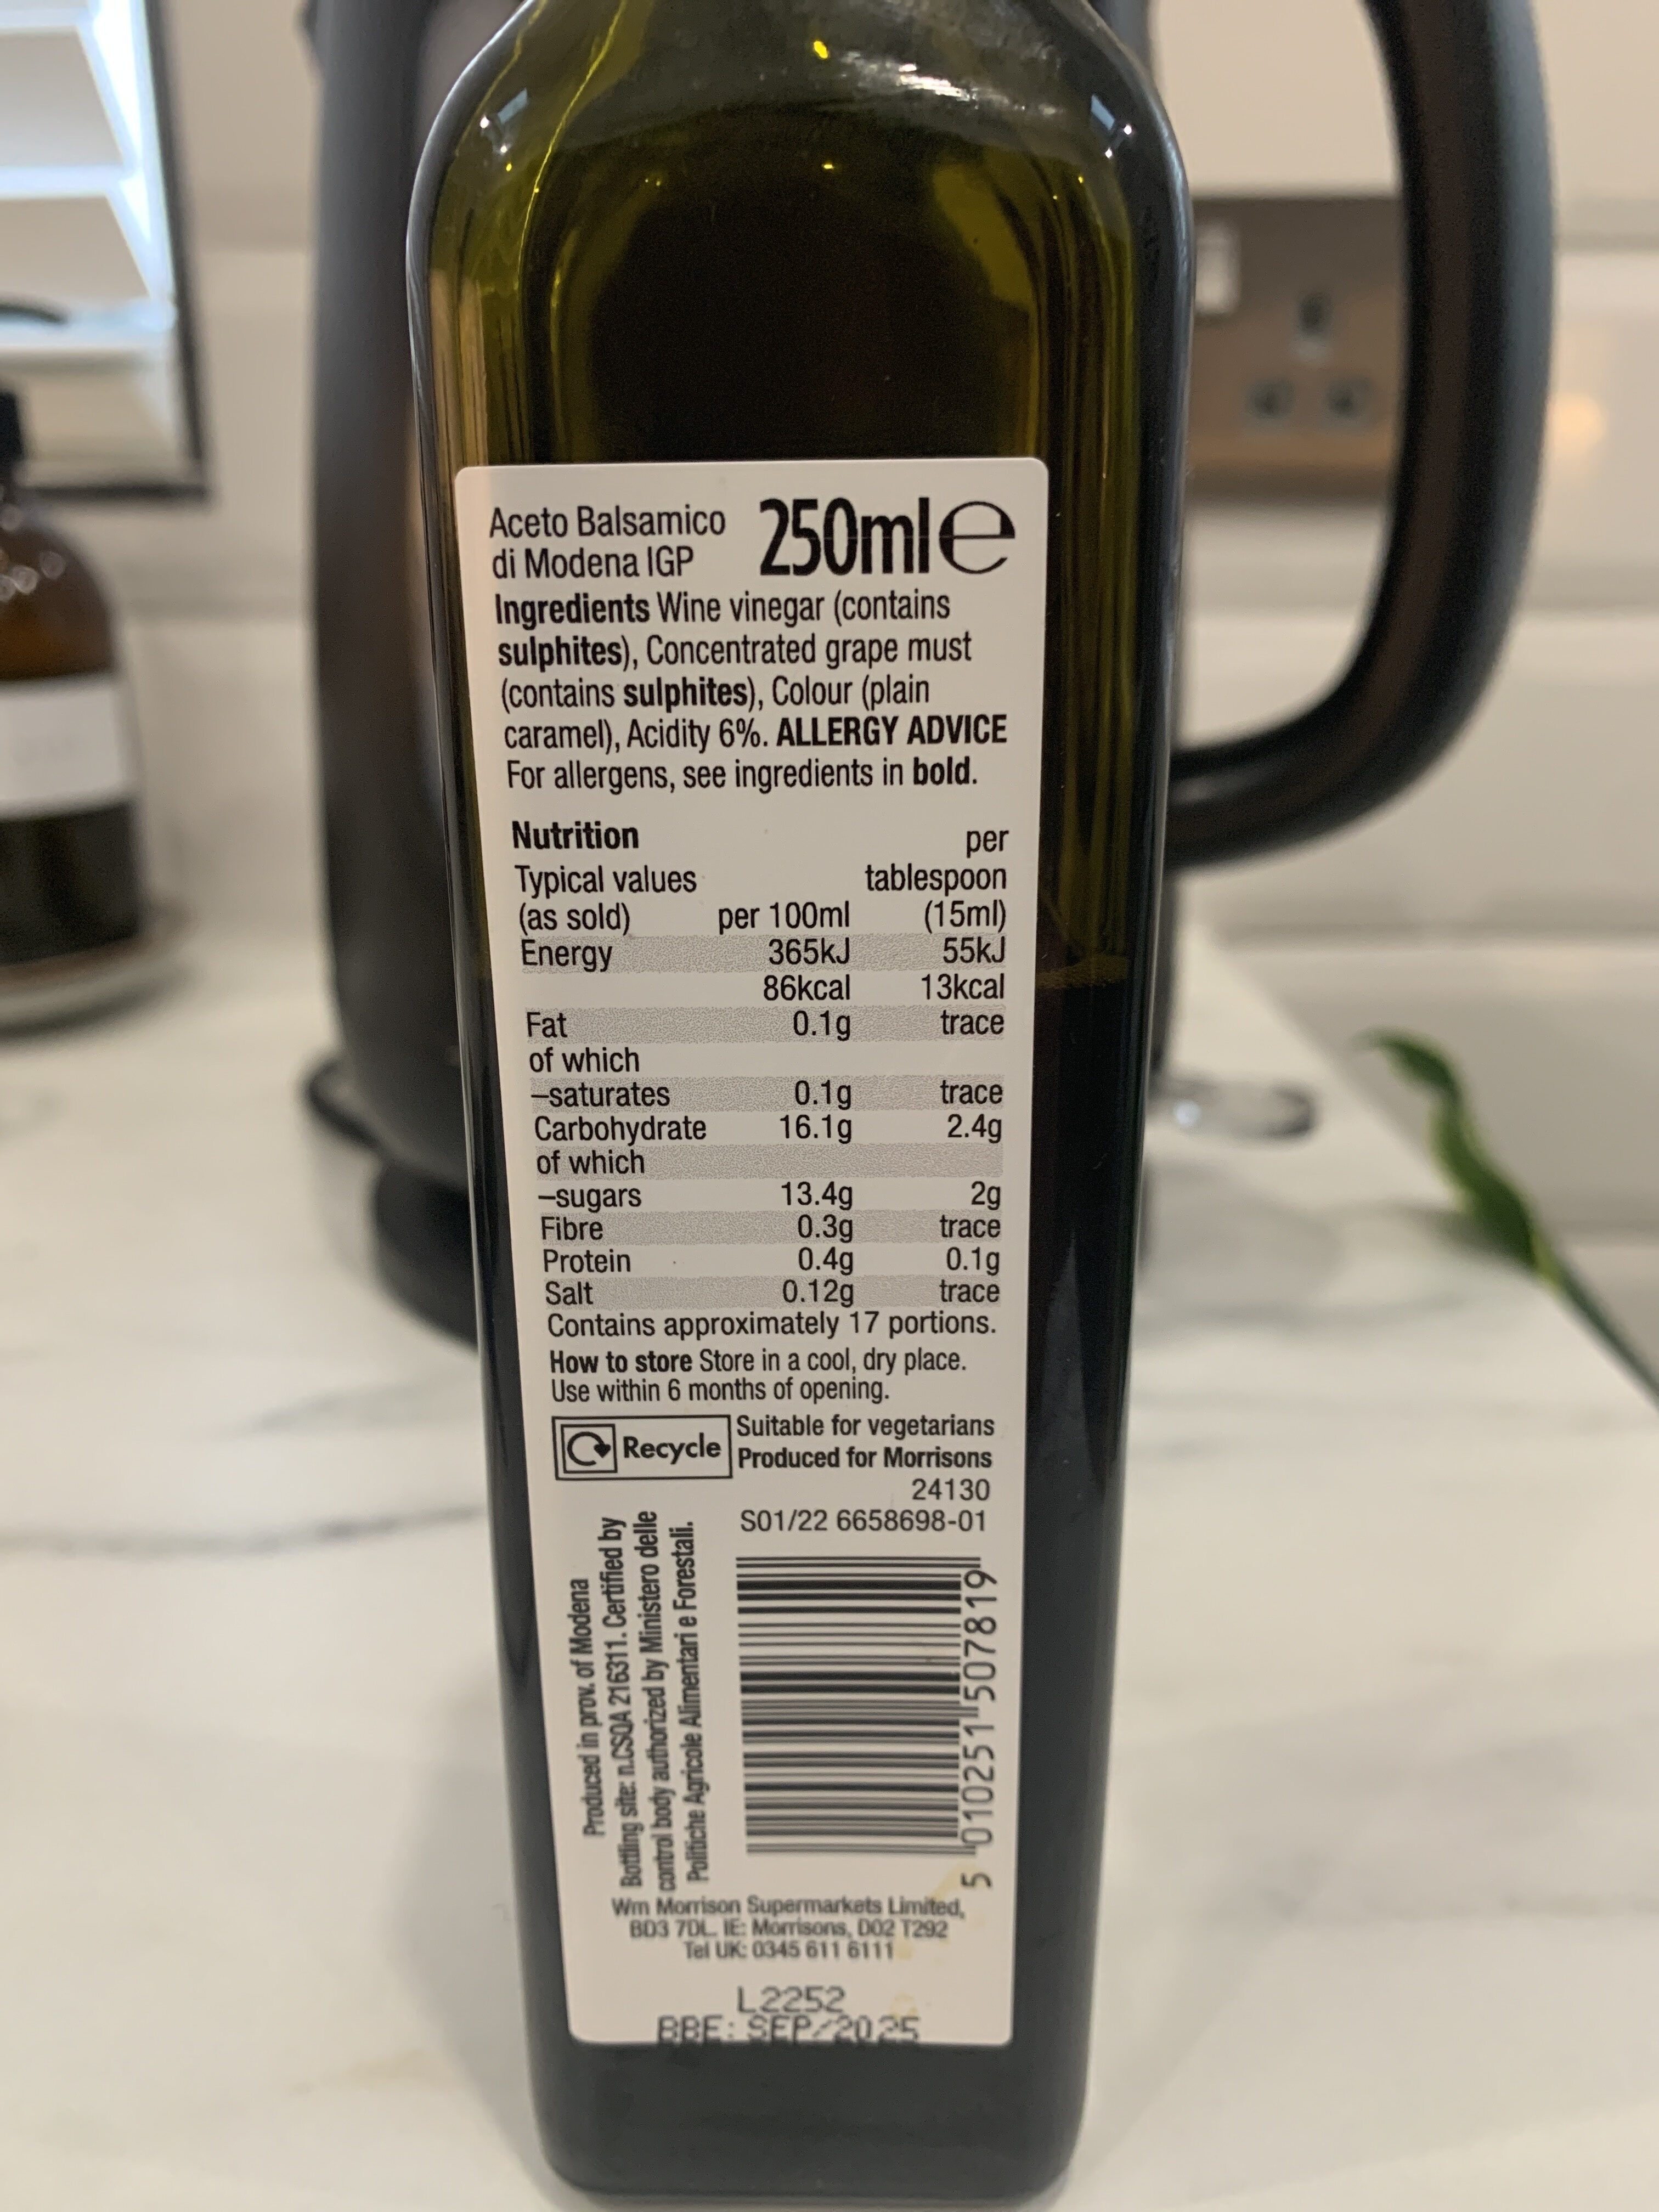 Aceto Balsamico
di Modena IGP
250ml℮
Ingredients Wine vinegar (contains
sulphites), Concentrated grape must
(contains sulphites), Colour (plain
caramel), Acidity 6%. ALLERGY ADVICE
For allergens, see ingredients in bold.
Nutrition per
Typical values tablespoon
(as sold) per 100ml (15ml)
Energy 365kJ 55kJ
86kcal 13kcal
Fat 0.1g trace
of which
–saturates 0.1g trace
Carbohydrate 16.1g 2.4g
of which
–sugars 13.4g 2g
Fibre 0.3g trace
Protein 0.4g 0.1g
Salt 0.12g trace
Contains approximately 17 portions.
How to store Store in a cool, dry place.
Use within 6 months of opening.
Recycle
Suitable for vegetarians
Produced for Morrisons
24130
S01/22 6658698-01
Produced in prov. of Modena
Bottling site: n.CSQA 216311. Certified by
control body authorized by Ministero delle
Politiche Agricole Alimentari e Forestali.
5 010251 507819
Wm Morrison Supermarkets Limited,
BD3 7DL. IE: Morrisons, D02 T292
Tel UK: 0345 611 6111
L2252
BBE: SEP/2025